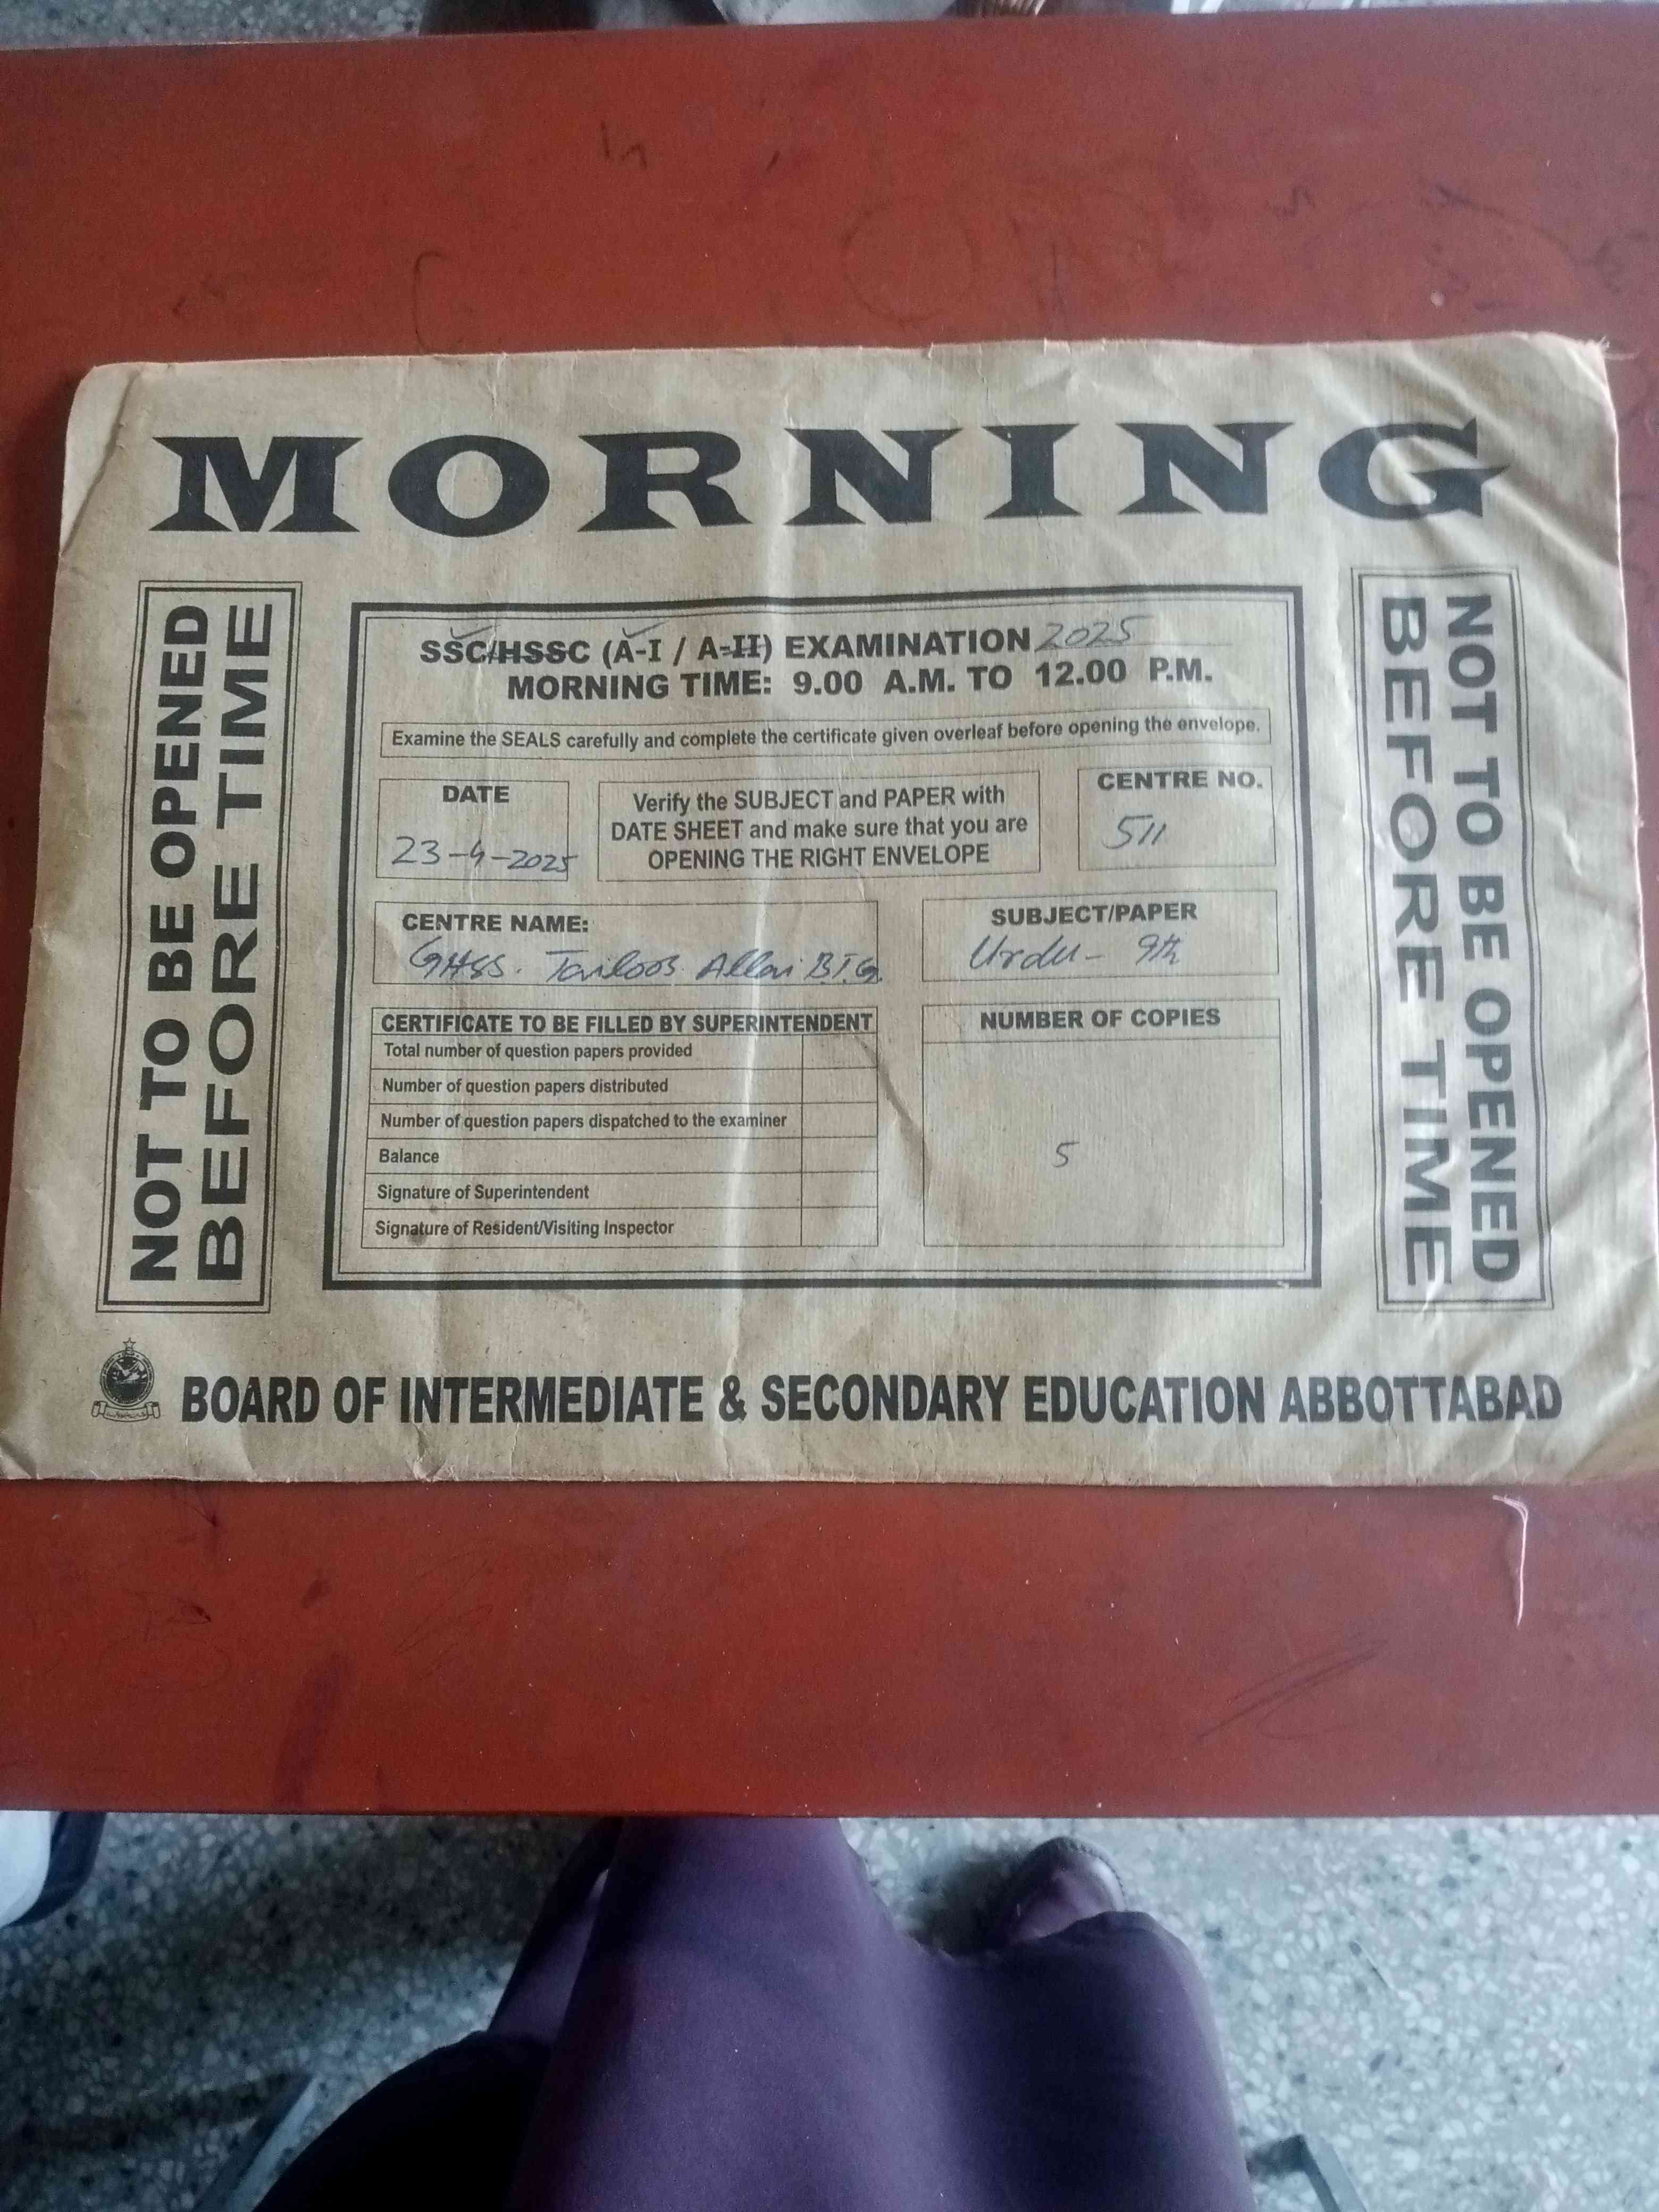 MORNING
NOT TO BE OPENED
BEFORE TIME
SSC/HSSC (A-I / A-II) EXAMINATION 2025
MORNING TIME: 9.00 A.M. TO 12.00 P.M.
Examine the SEALS carefully and complete the certificate given overleaf before opening the envelope.
DATE
23-4-2025
Verify the SUBJECT and PAPER with
DATE SHEET and make sure that you are
OPENING THE RIGHT ENVELOPE
CENTRE NO.
511
CENTRE NAME:
GHSS. Allai B.T.G.
SUBJECT/PAPER
Urdu - 9th
CERTIFICATE TO BE FILLED BY SUPERINTENDENT
Total number of question papers provided
Number of question papers distributed
Number of question papers dispatched to the examiner
Balance
Signature of Superintendent
Signature of Resident/Visiting Inspector
NUMBER OF COPIES
5
NOT TO BE OPENED
BEFORE TIME
BOARD OF INTERMEDIATE & SECONDARY EDUCATION ABBOTTABAD